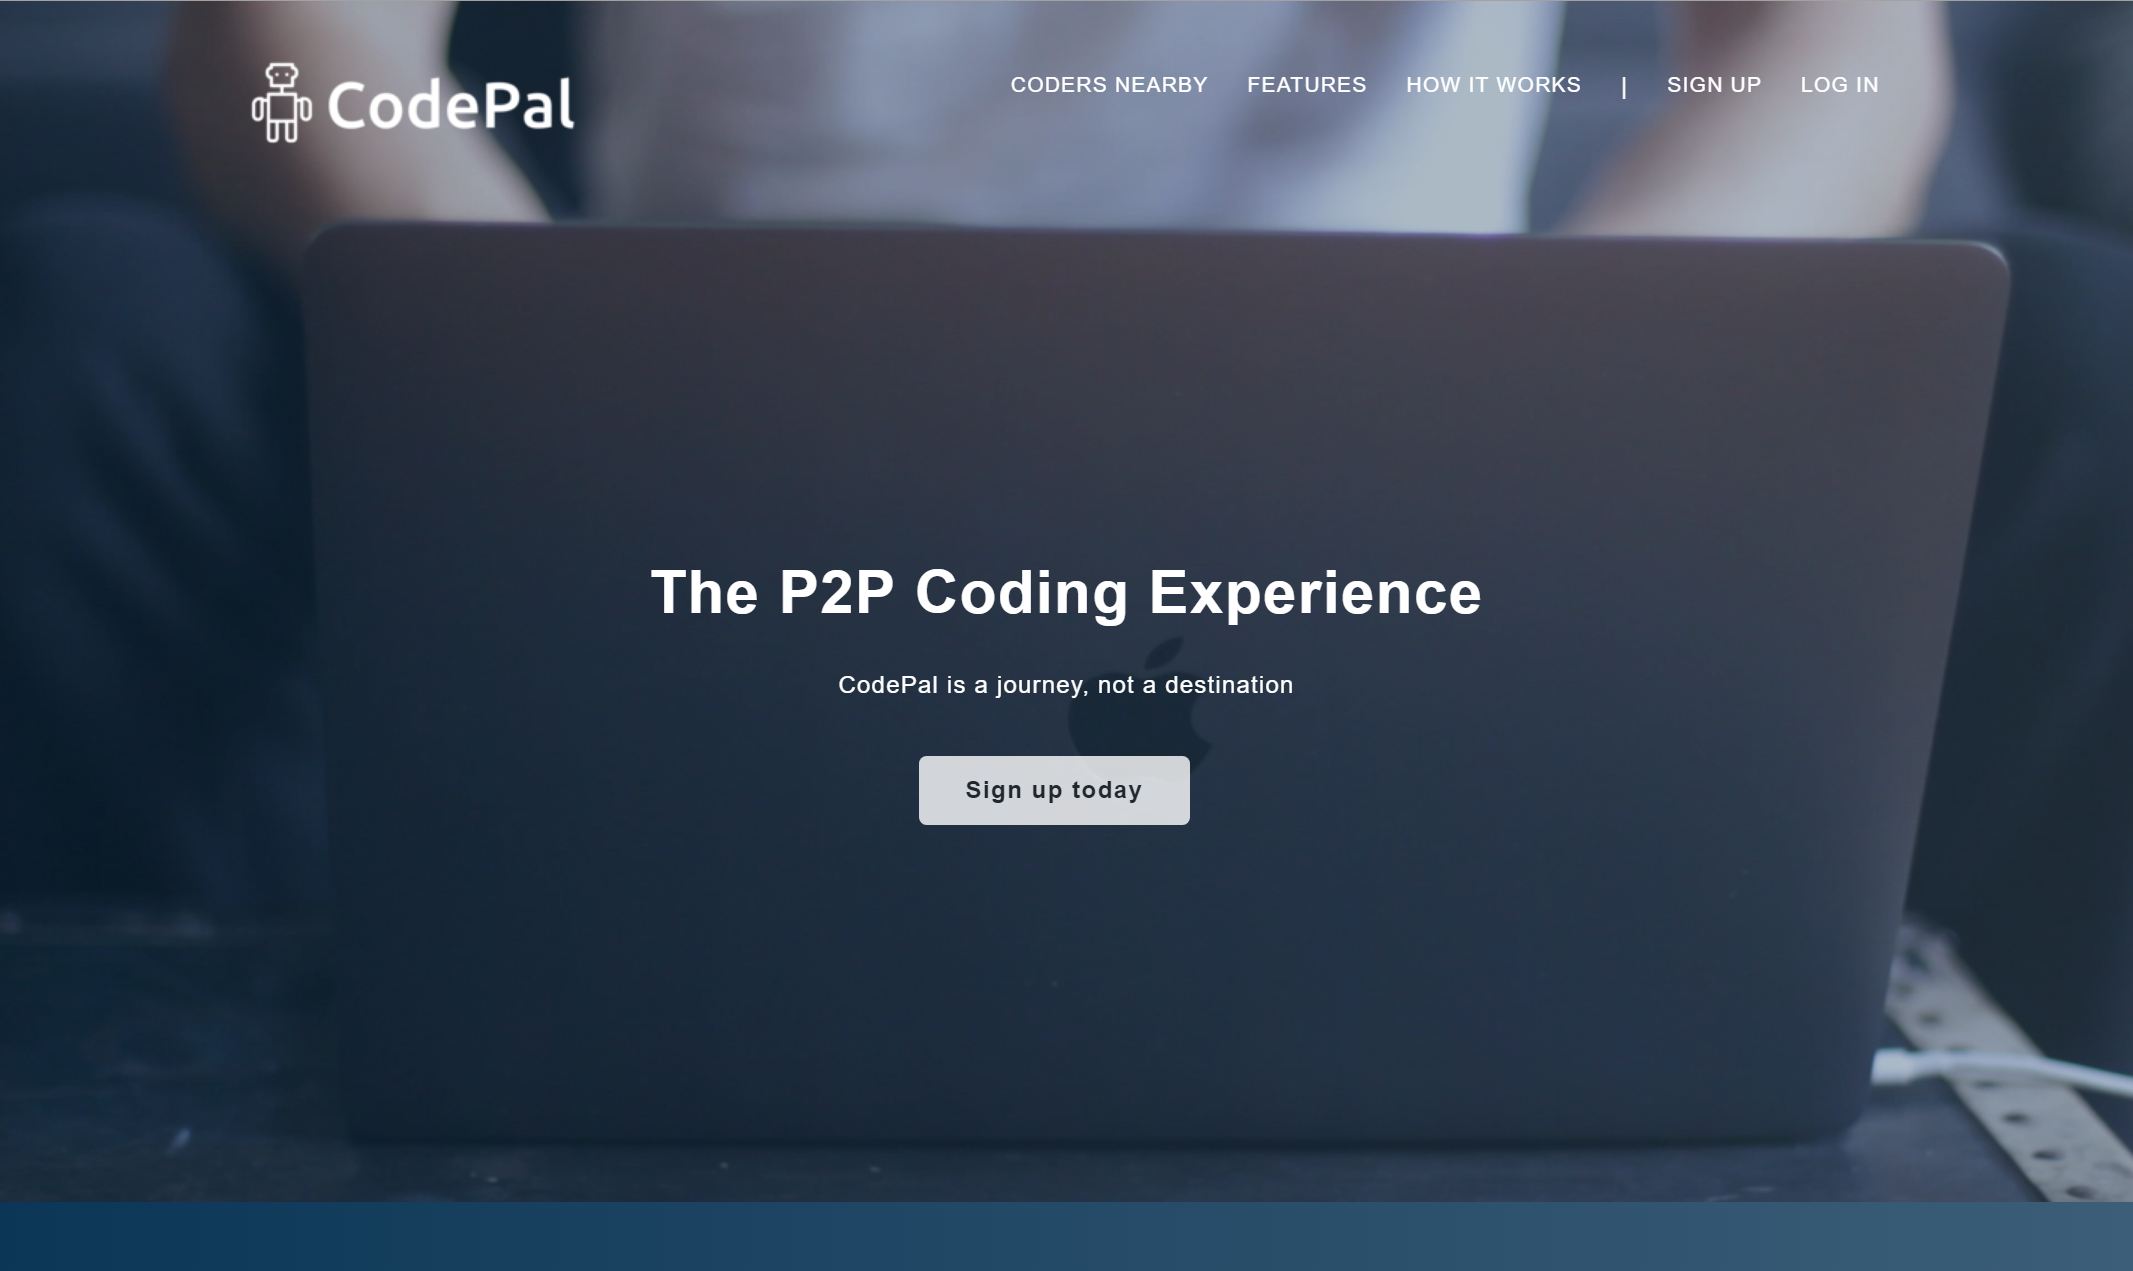 CodePal
CODERS NEARBY FEATURES HOW IT WORKS | SIGN UP LOG IN
The P2P Coding Experience
CodePal is a journey, not a destination
Sign up today